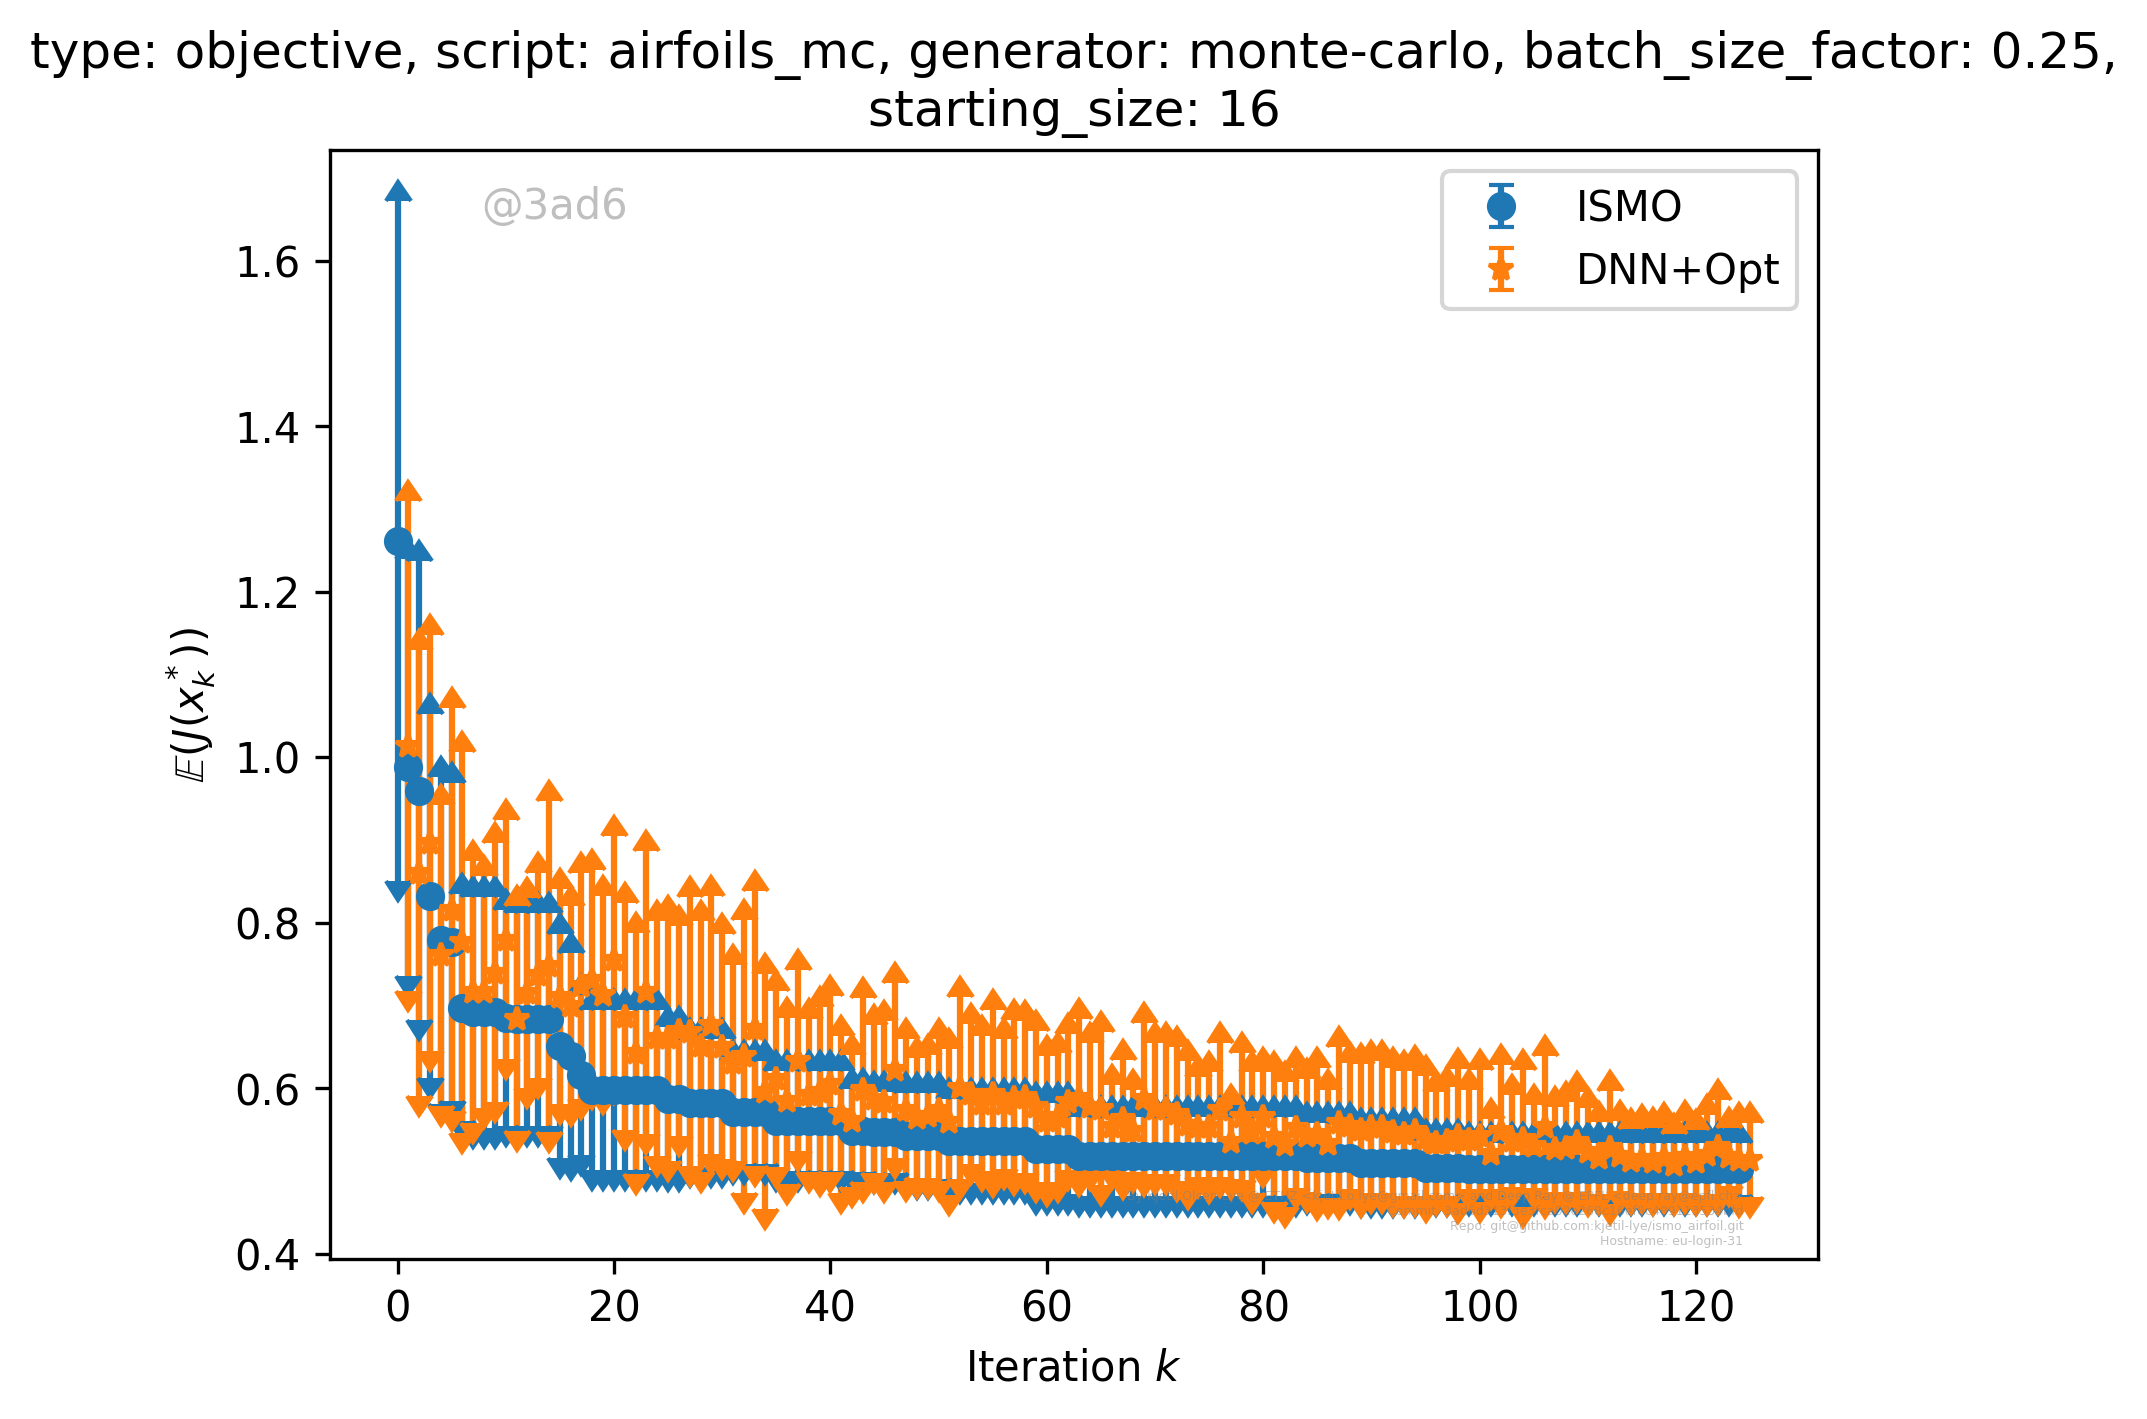 type: objective, script: airfoils_mc, generator: monte-carlo, batch_size_factor: 0.25,
starting_size: 16
@3ad6
ISMO
DNN+Opt
1.6
1.4
1.2
1.0
0.8
0.6
0.4
𝔼(J(x*k))
Repo: git@github.com:kjetil-lye/ismo_airfoil.git
Hostname: eu-login-31
0 20 40 60 80 100 120
Iteration k